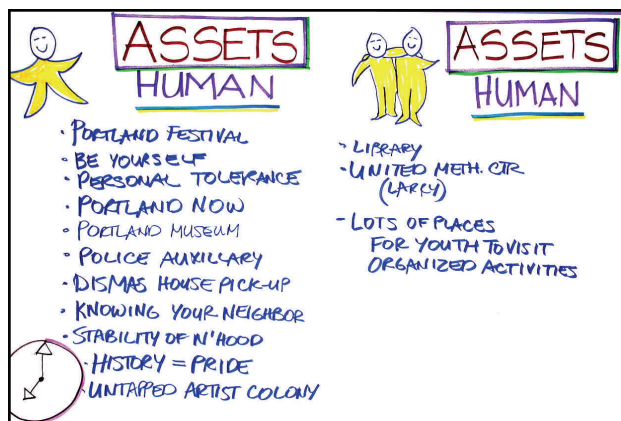 ASSETS
HUMAN
· PORTLAND FESTIVAL
· BE YOURSELF
· PERSONAL TOLERANCE
· PORTLAND NOW
· PORTLAND MUSEUM
· POLICE AUXILLARY
· DISMAS HOUSE PICK-UP
· KNOWING YOUR NEIGHBOR
· STABILITY OF N'HOOD
· HISTORY = PRIDE
· UNTAPPED ARTIST COLONY
ASSETS
HUMAN
- LIBRARY
- UNITED METH. CTR
(LARRY)
- LOTS OF PLACES
FOR YOUTH TO VISIT
ORGANIZED ACTIVITIES